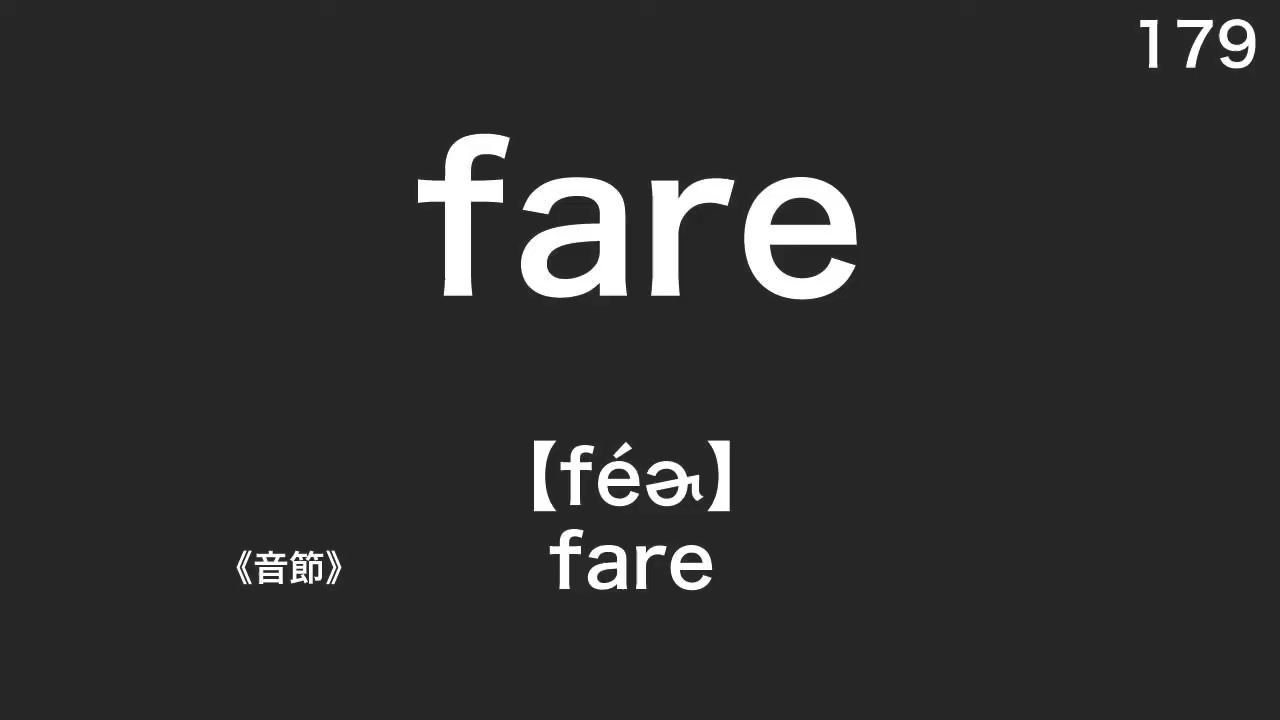 179
fare
【féɚ】
《音節》 fare